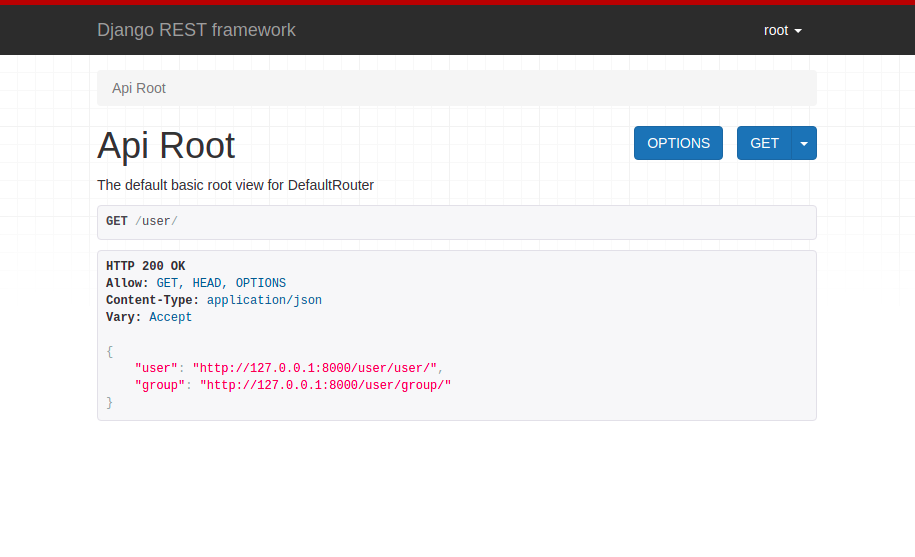 Django REST framework
root
Api Root
Api Root
OPTIONS
GET
The default basic root view for DefaultRouter
GET /user/
HTTP 200 OK
Allow: GET, HEAD, OPTIONS
Content-Type: application/json
Vary: Accept
{
    "user": "http://127.0.0.1:8000/user/user/",
    "group": "http://127.0.0.1:8000/user/group/"
}